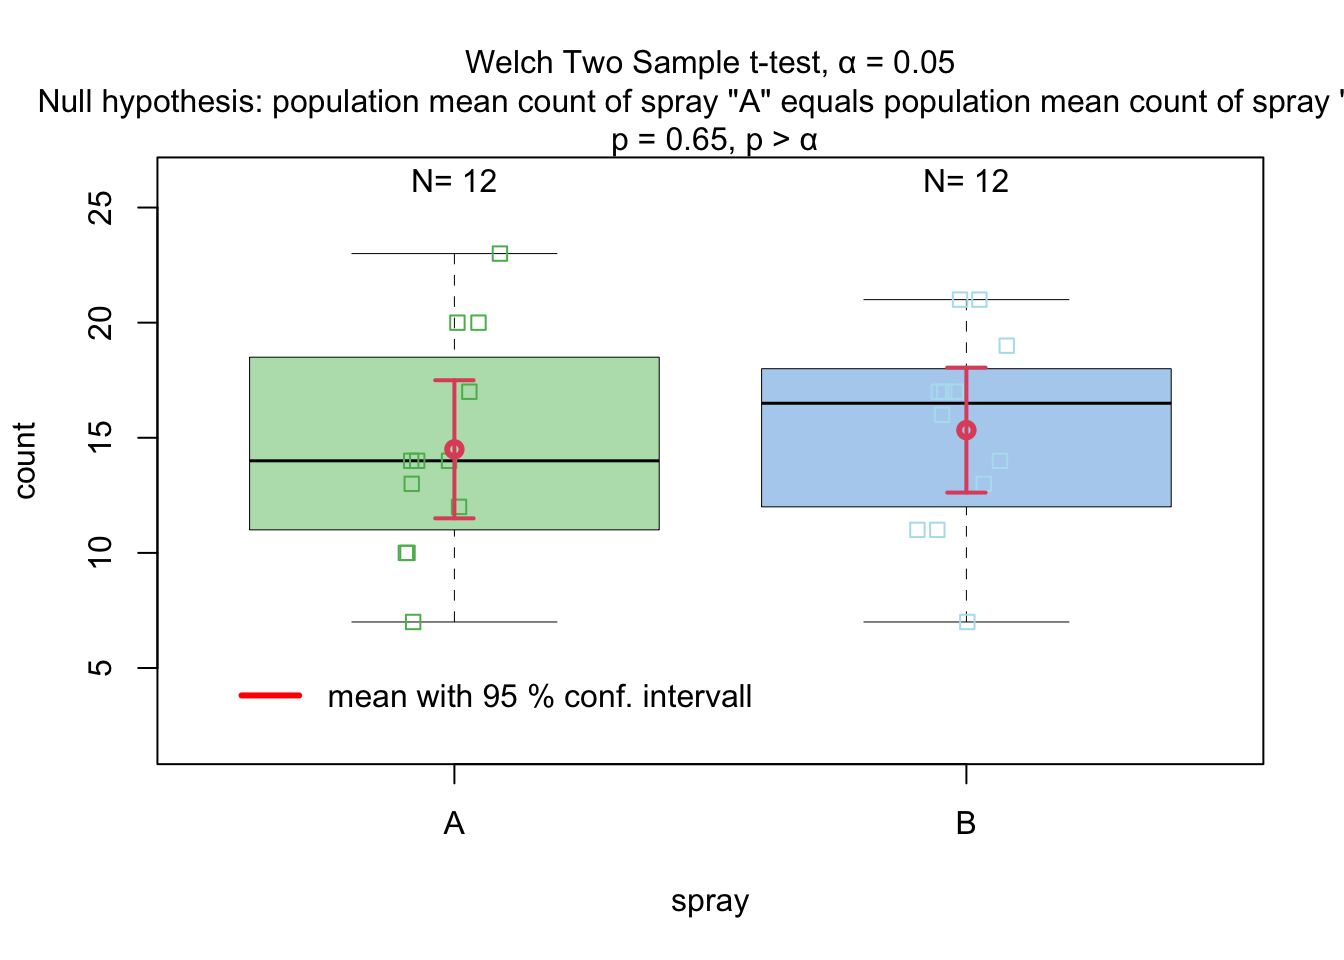 Welch Two Sample t-test, α = 0.05
Null hypothesis: population mean count of spray "A" equals population mean count of spray "
p = 0.65, p > α
N= 12
N= 12
25
20
15
10
5
count
mean with 95 % conf. intervall
A
B
spray